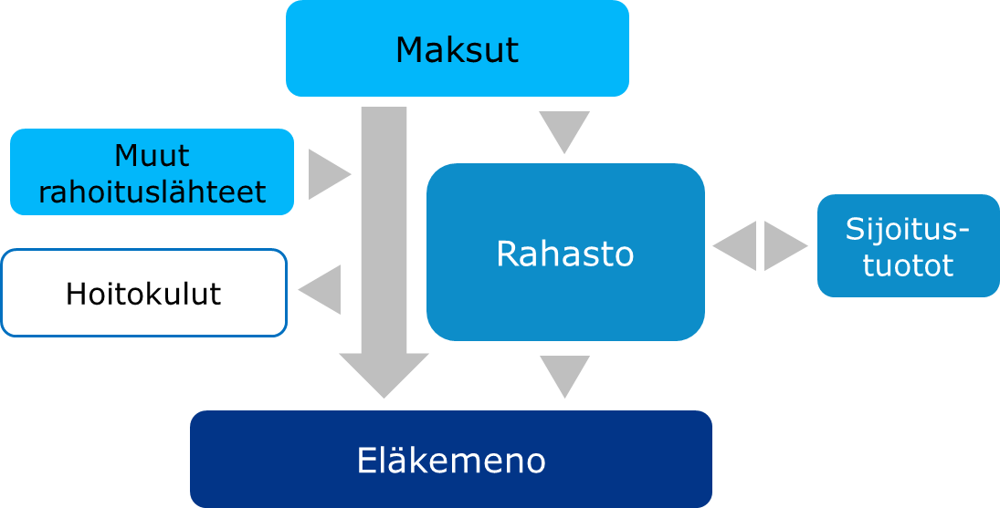 Maksut
Muut
rahoituslähteet
Hoitokulut
Rahasto
Sijoitus-
tuotot
Eläkemeno